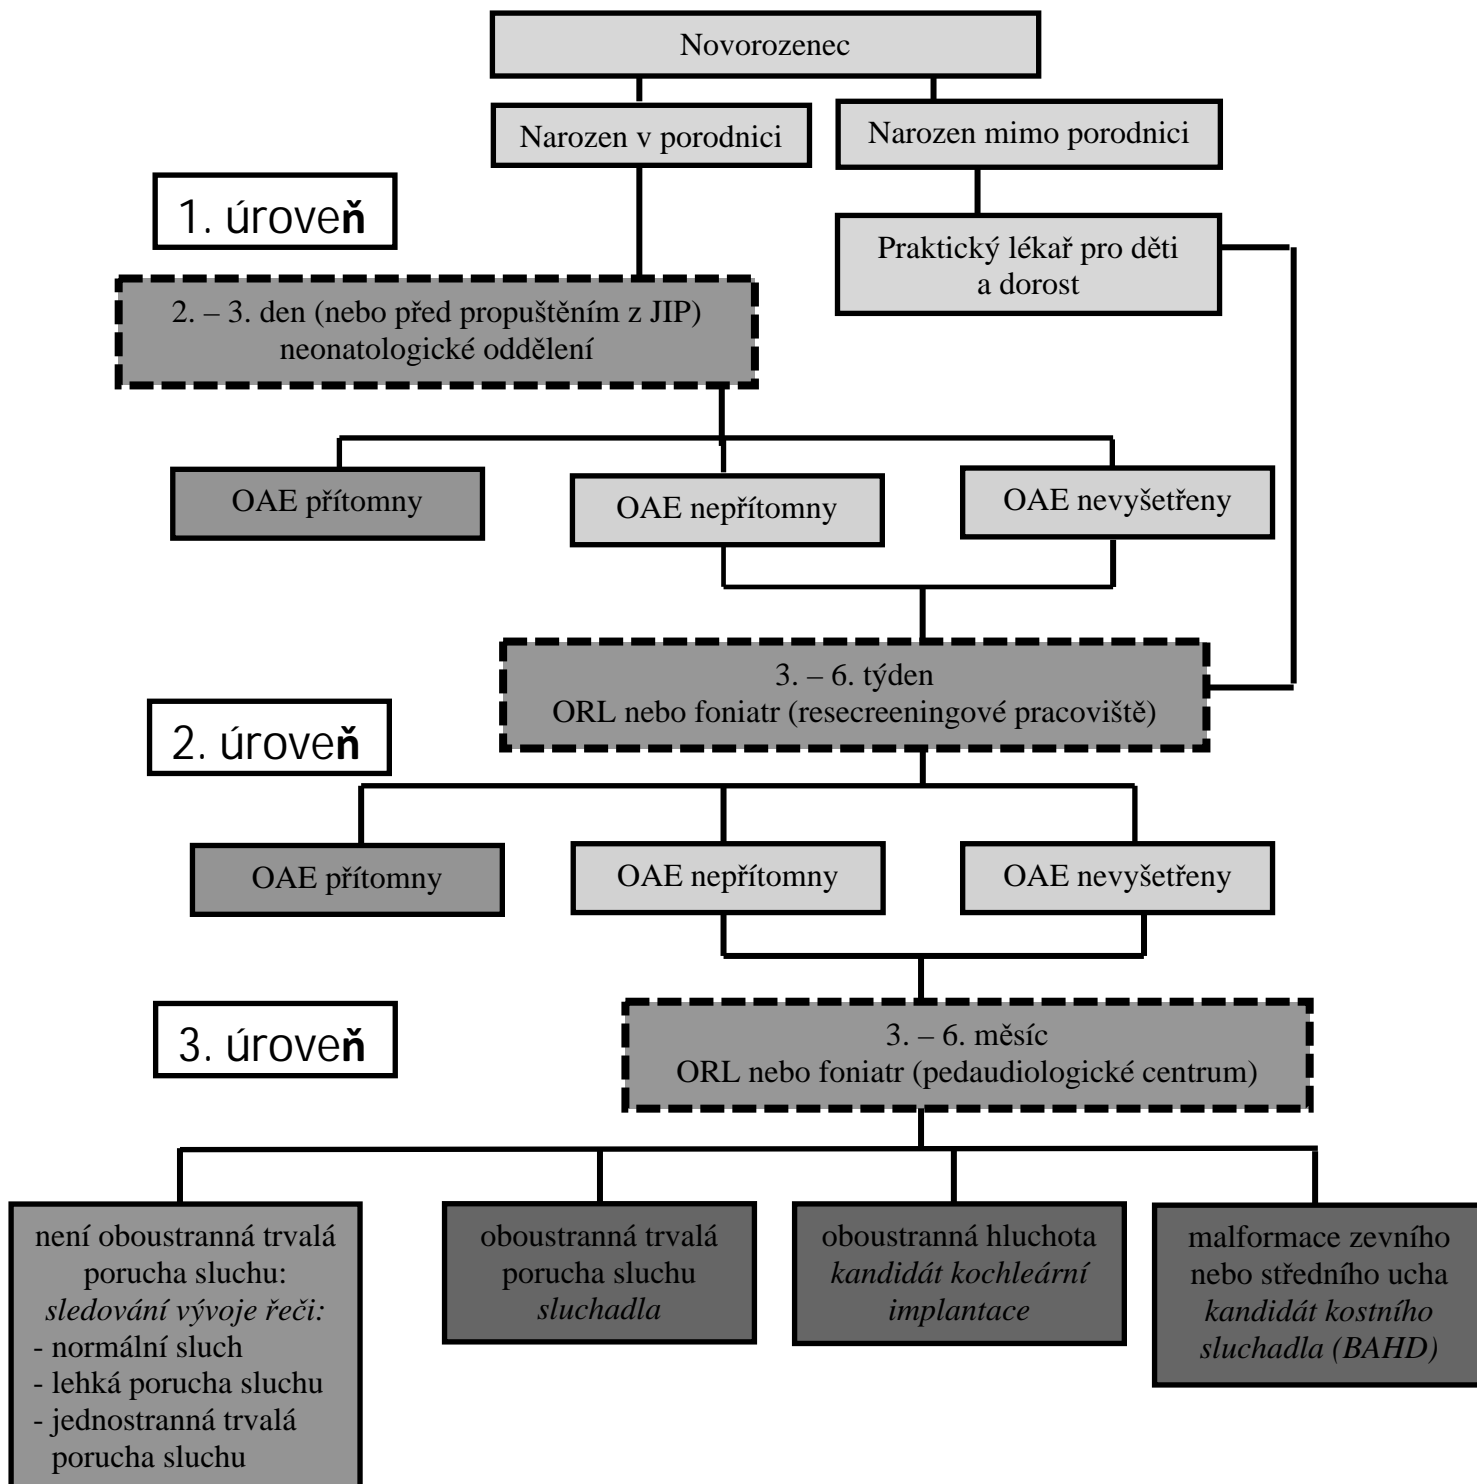 Novorozenec
Narozen v porodnici
Narozen mimo porodnici
1. úroveň
Praktický lékař pro děti
a dorost
2. – 3. den (nebo před propuštěním z JIP)
neonatologické oddělení
OAE přítomny
OAE nepřítomny
OAE nevyšetřeny
3. – 6. týden
ORL nebo foniatr (resecreeningové pracoviště)
2. úroveň
OAE přítomny
OAE nepřítomny
OAE nevyšetřeny
3. úroveň
3. – 6. měsíc
ORL nebo foniatr (pedaudiologické centrum)
není oboustranná trvalá
porucha sluchu:
sledování vývoje řeči:
- normální sluch
- lehká porucha sluchu
- jednostranná trvalá
porucha sluchu
oboustranná trvalá
porucha sluchu
sluchadla
oboustranná hluchota
kandidát kochleární
implantace
malformace zevního
nebo středního ucha
kandidát kostního
sluchadla (BAHD)